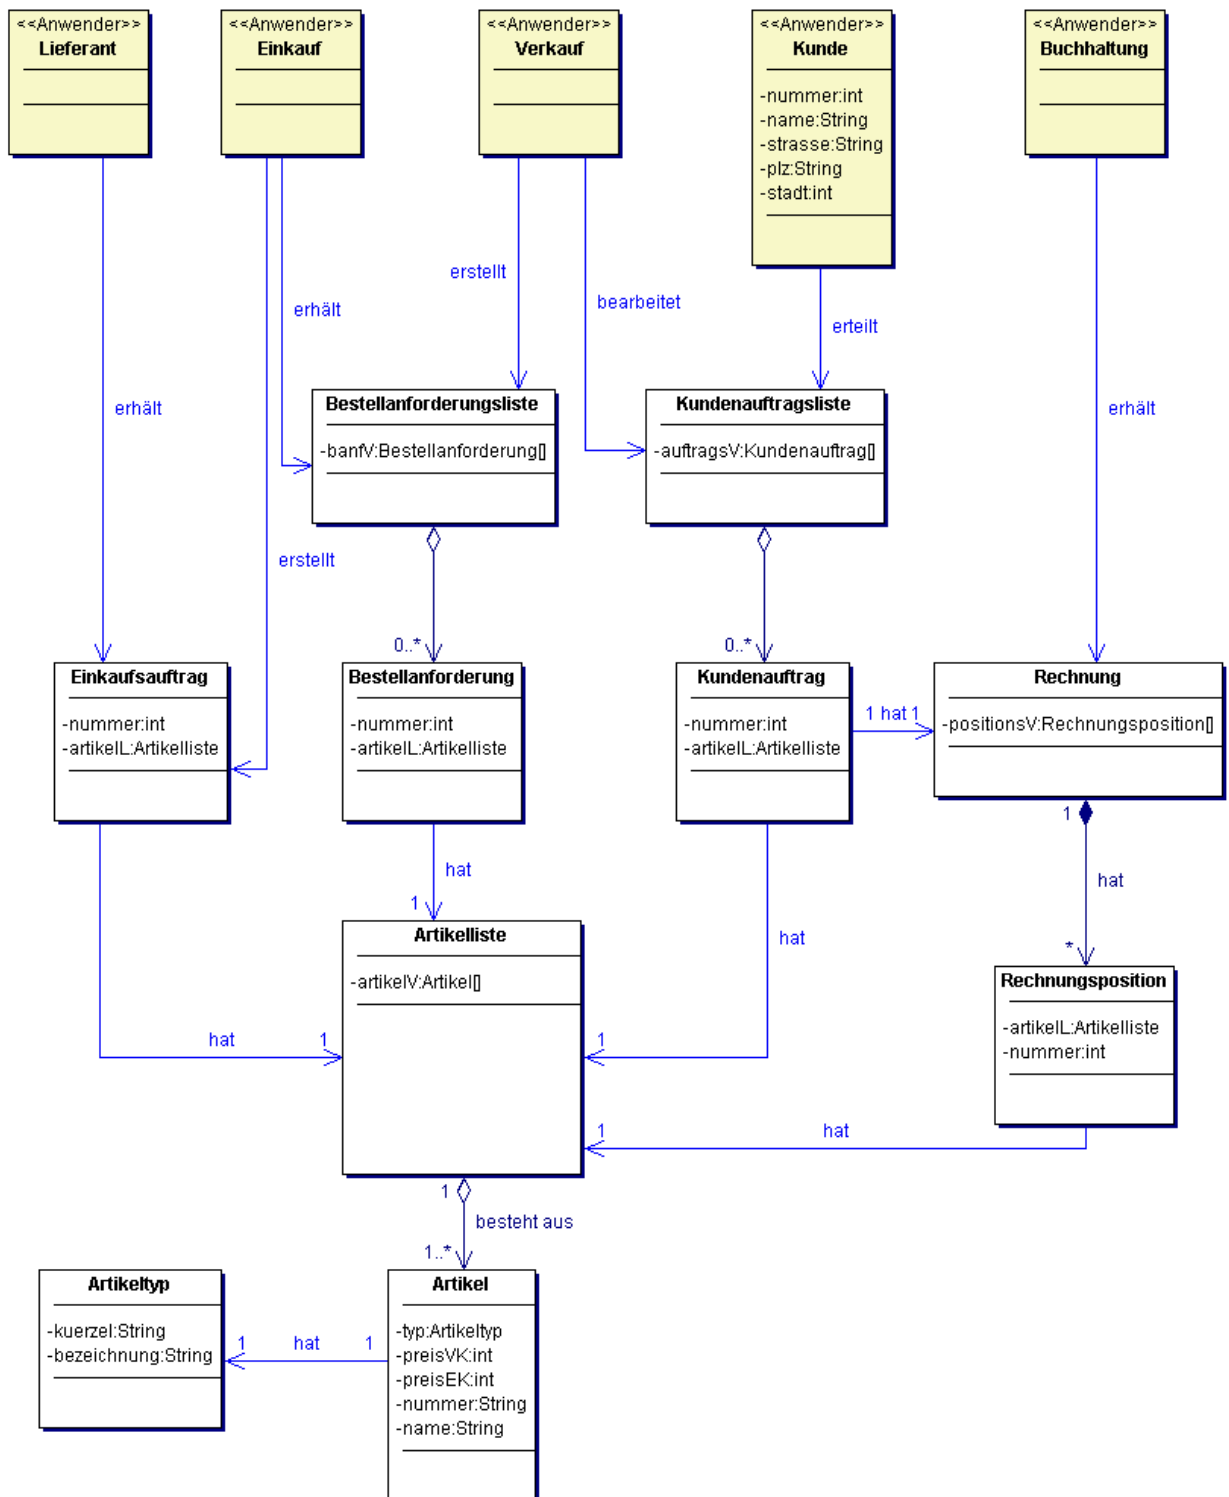 <<Anwender>>
Lieferant
<<Anwender>>
Einkauf
<<Anwender>>
Verkauf
<<Anwender>>
Kunde
-nummer:int
-name:String
-strasse:String
-plz:String
-stadt:int
<<Anwender>>
Buchhaltung
erstellt
erhält
bearbeitet
erteilt
erhält
erhält
Bestellanforderungsliste
-banfV:Bestellanforderung[]
Kundenauftragsliste
-auftragsV:Kundenauftrag[]
erstellt
0..*
0..*
Einkaufsauftrag
-nummer:int
-artikelL:Artikelliste
Bestellanforderung
-nummer:int
-artikelL:Artikelliste
Kundenauftrag
-nummer:int
-artikelL:Artikelliste
1 hat 1
Rechnung
-positionsV:Rechnungsposition[]
1
hat
hat
1
*
Artikelliste
-artikelV:Artikel[]
hat
Rechnungsposition
-artikelL:Artikelliste
-nummer:int
hat
1
1
1
hat
1
besteht aus
1..*
Artikeltyp
-kuerzel:String
-bezeichnung:String
1
hat
1
Artikel
-typ:Artikeltyp
-preisVK:int
-preisEK:int
-nummer:String
-name:String